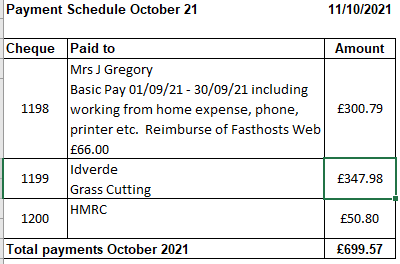 Payment Schedule October 21 11/10/2021
Cheque Paid to Amount
Mrs J Gregory
Basic Pay 01/09/21 - 30/09/21 including
1198 working from home expense, phone, £300.79
printer etc.  Reimburse of Fasthosts Web
£66.00
Idverde
1199 £347.98
Grass Cutting
HMRC
1200 £50.80
Total payments October 2021 £699.57